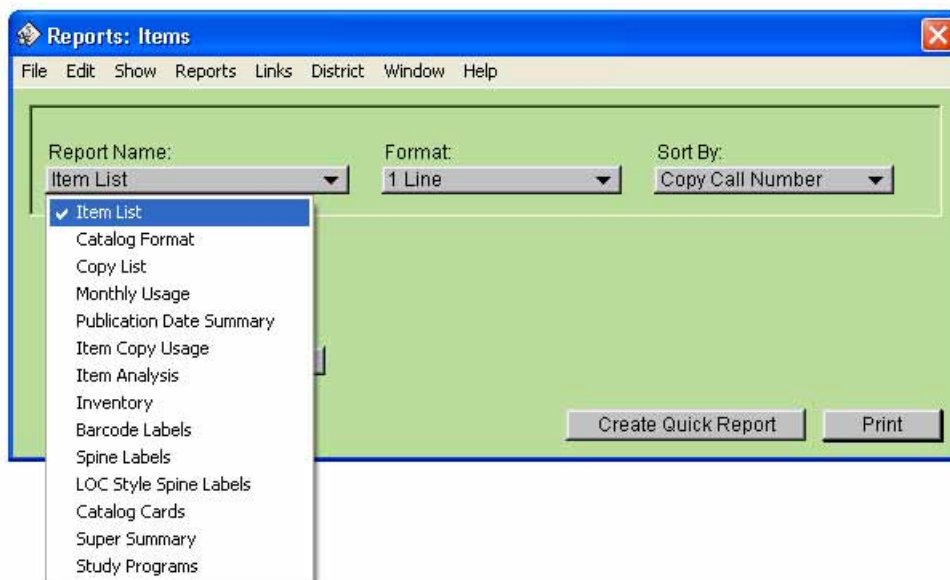 Reports: Items
File Edit Show Reports Links District Window Help
Report Name: Format: Sort By:
Item List 1 Line Copy Call Number
Item List
Catalog Format
Copy List
Monthly Usage
Publication Date Summary
Item Copy Usage
Item Analysis
Inventory
Barcode Labels
Create Quick Report Print
Spine Labels
LOC Style Spine Labels
Catalog Cards
Super Summary
Study Programs